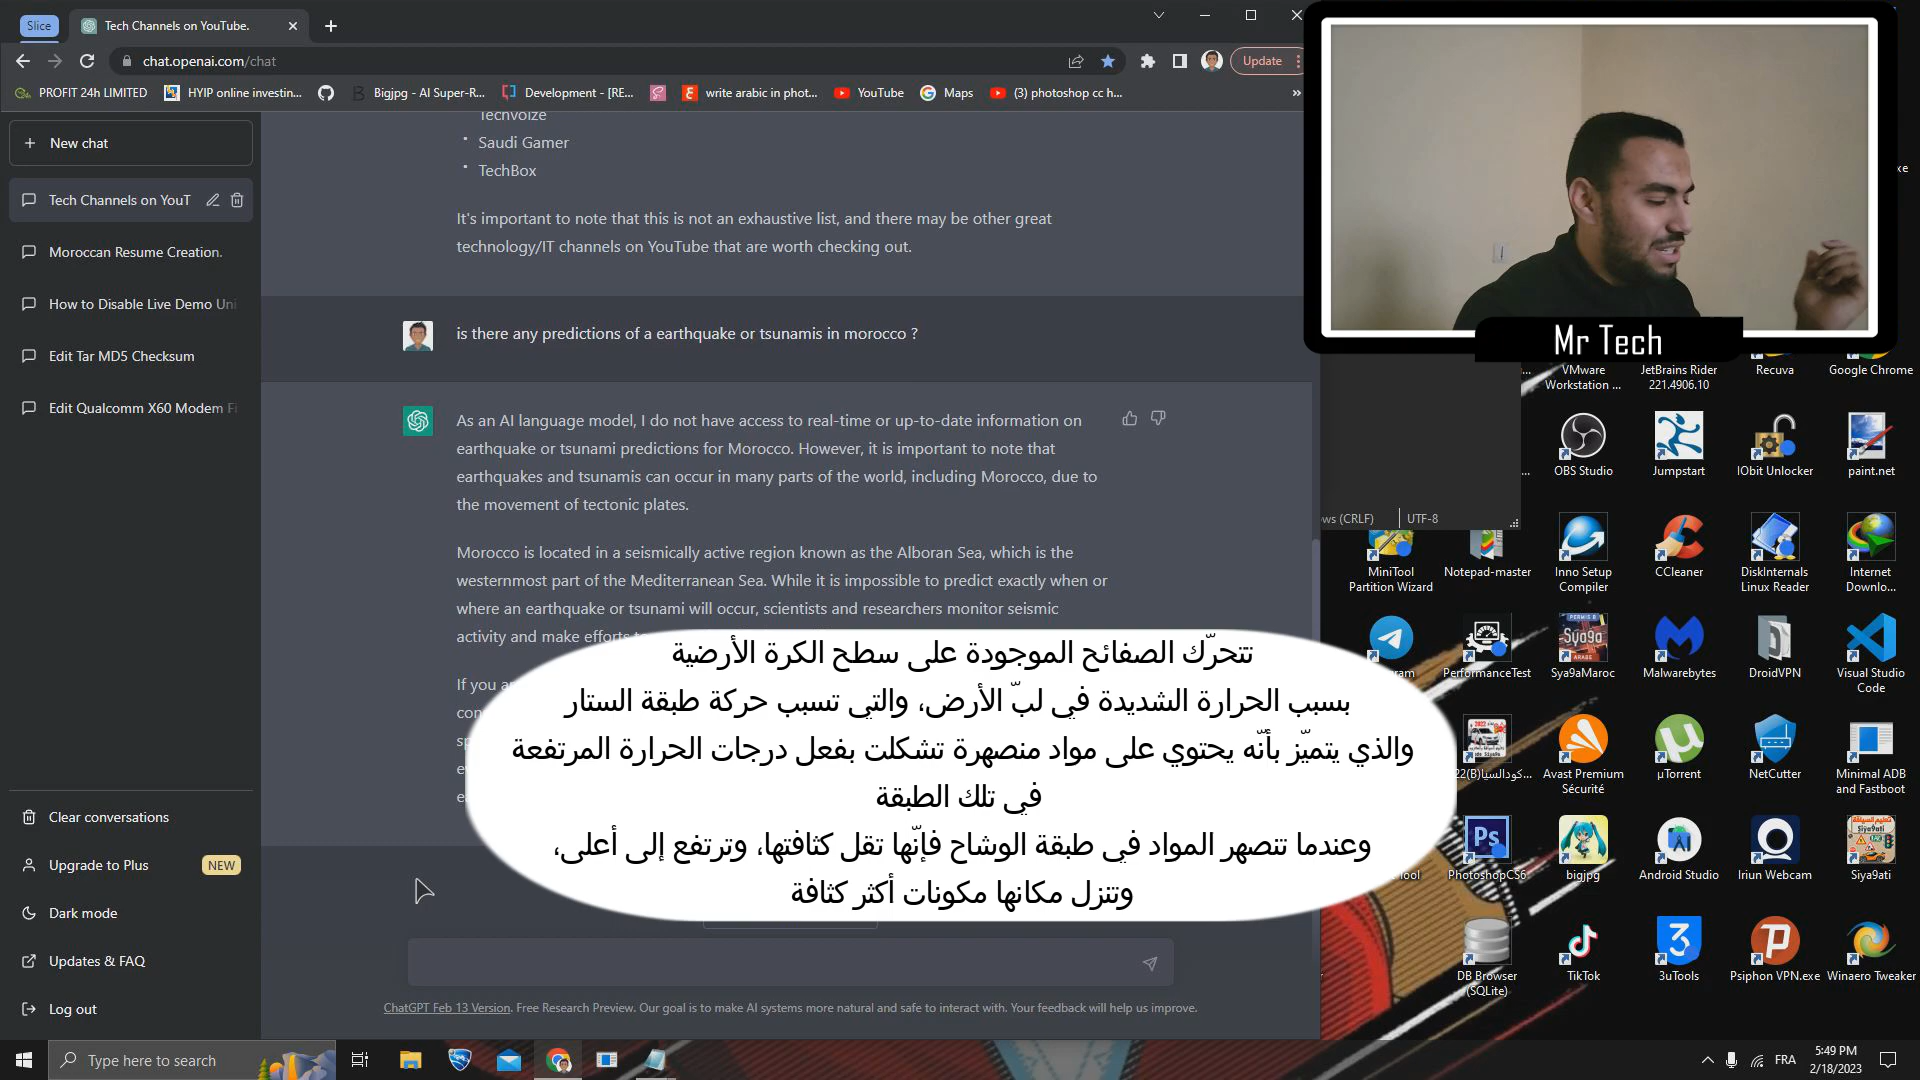 Slice
Tech Channels on YouTube.
chat.openai.com/chat
Update
PROFIT 24h LIMITED
HYIP online investin...
Bigjpg - AI Super-R...
Development - [RE...
write arabic in phot...
YouTube
Maps
(3) photoshop cc h...
»
New chat
Tech Channels on YouT
Moroccan Resume Creation.
How to Disable Live Demo Uni
Edit Tar MD5 Checksum
Edit Qualcomm X60 Modem Fi
Clear conversations
Upgrade to Plus
NEW
Dark mode
Updates & FAQ
Log out
Techvoize
• Saudi Gamer
• TechBox
It's important to note that this is not an exhaustive list, and there may be other great
technology/IT channels on YouTube that are worth checking out.
is there any predictions of a earthquake or tsunamis in morocco ?
As an AI language model, I do not have access to real-time or up-to-date information on
earthquake or tsunami predictions for Morocco. However, it is important to note that
earthquakes and tsunamis can occur in many parts of the world, including Morocco, due to
the movement of tectonic plates.
Morocco is located in a seismically active region known as the Alboran Sea, which is the
westernmost part of the Mediterranean Sea. While it is impossible to predict exactly when or
where an earthquake or tsunami will occur, scientists and researchers monitor seismic
activity and make efforts
If you
تتحرّك الصفائح الموجودة على سطح الكرة الأرضية
بسبب الحرارة الشديدة في لبّ الأرض، والتي تسبب حركة طبقة الستار
والذي يتميّز بأنّه يحتوي على مواد منصهرة تشكلت بفعل درجات الحرارة المرتفعة
في تلك الطبقة
وعندما تنصهر المواد في طبقة الوشاح فإنّها تقل كثافتها، وترتفع إلى أعلى،
وتنزل مكانها مكونات أكثر كثافة
ChatGPT Feb 13 Version. Free Research Preview. Our goal is to make AI systems more natural and safe to interact with. Your feedback will help us improve.
Mr Tech
(CRLF)
UTF-8
VMware
Workstation ...
JetBrains Rider
221.4906.10
Recuva
Google Chrome
OBS Studio
Jumpstart
IObit Unlocker
paint.net
MiniTool
Partition Wizard
Notepad-master
Inno Setup
Compiler
CCleaner
DiskInternals
Linux Reader
Internet
Downlo...
PerformanceTest
Sya9aMaroc
Malwarebytes
DroidVPN
Visual Studio
Code
Avast Premium
Sécurité
µTorrent
NetCutter
Minimal ADB
and Fastboot
PhotoshopCS6
bigjpg
Android Studio
Iriun Webcam
Siya9ati
DB Browser
(SQLite)
TikTok
3uTools
Psiphon VPN.exe
Winaero Tweaker
Type here to search
FRA
5:49 PM
2/18/2023